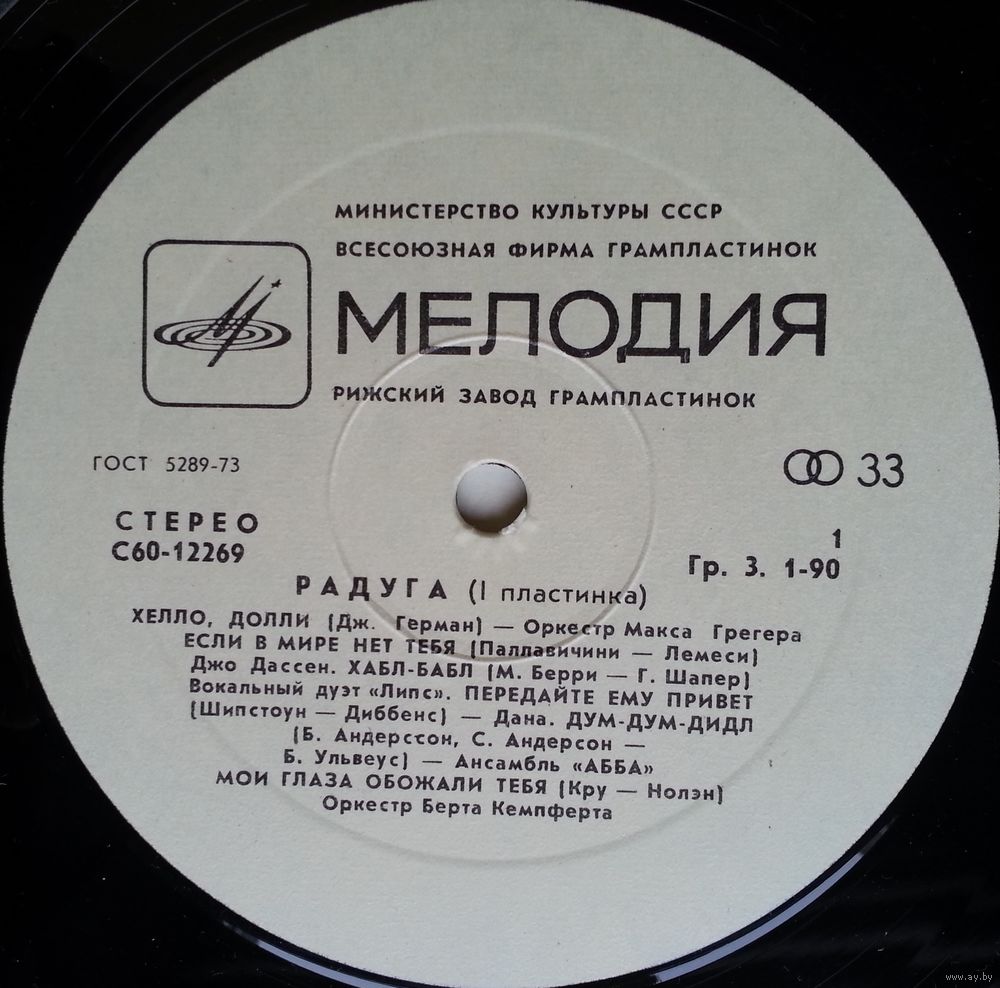 МИНИСТЕРСТВО КУЛЬТУРЫ СССР
ВСЕСОЮЗНАЯ ФИРМА ГРАМПЛАСТИНОК
МЕЛОДИЯ
РИЖСКИЙ ЗАВОД ГРАМПЛАСТИНОК
ГОСТ 5289-73
33
СТЕРЕО
С60-12269
1
Гр. 3. 1-90
РАДУГА (I пластинка)
ХЕЛЛО, ДОЛЛИ (Дж. Герман) — Оркестр Макса Грегера
ЕСЛИ В МИРЕ НЕТ ТЕБЯ (Паллавичини — Лемеси)
Джо Дассен. ХАБЛ-БАБЛ (М. Берри — Г. Шапер)
Вокальный дуэт «Липс». ПЕРЕДАЙТЕ ЕМУ ПРИВЕТ
(Шипстоун — Диббенс) — Дана. ДУМ-ДУМ-ДИДЛ
(Б. Андерссон, С. Андерсон —
Б. Ульвеус) — Ансамбль «АББА»
МОИ ГЛАЗА ОБОЖАЛИ ТЕБЯ (Кру — Нолэн)
Оркестр Берта Кемпферта
www.ay.by